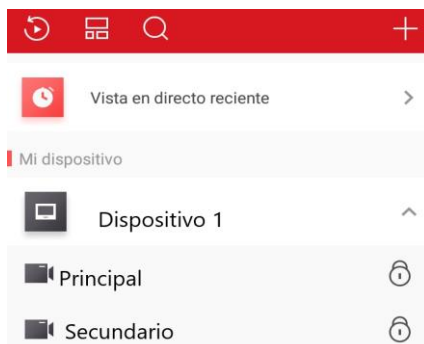 Vista en directo reciente
Mi dispositivo
Dispositivo 1
Principal
Secundario